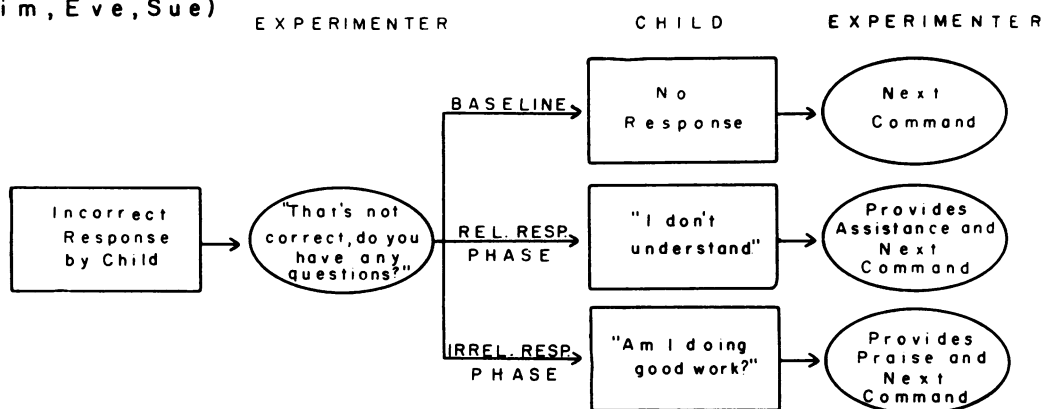 im, Eve, Sue)
EXPERIMENTER
CHILD
EXPERIMENTER
Incorrect
Response
by Child
"That's not
correct, do you
have any
questions?"
BASELINE
No
Response
Next
Command
REL. RESP.
PHASE
"I don't
understand"
Provides
Assistance and
Next
Command
IRREL. RESP.
PHASE
"Am I doing
good work?"
Provides
Praise and
Next
Command